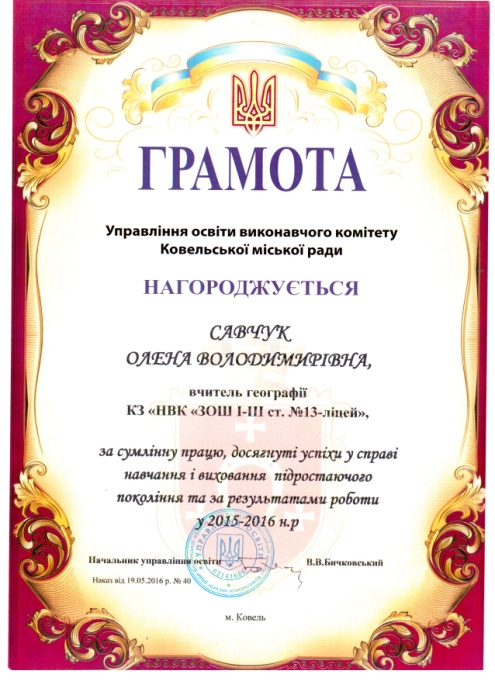 ГРАМОТА
Управління освіти виконавчого комітету
Ковельської міської ради
НАГОРОДЖУЄТЬСЯ
САВЧУК
ОЛЕНА ВОЛОДИМИРІВНА,
вчитель географії
КЗ «НВК «ЗОШ І-ІІІ ст. №13-ліцей»,
за сумлінну працю, досягнуті успіхи у справі
навчання і виховання підростаючого
покоління та за результатами роботи
у 2015-2016 н.р
Начальник управління освіти В.В.Бичковський
Наказ від 19.05.2016 р. № 40
м. Ковель